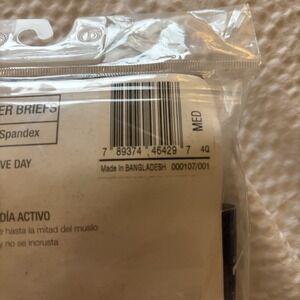 ER BRIEFS
Spandex
VE DAY
MED
7 89374 46429 7 4Q
Made in BANGLADESH 000107/001
DÍA ACTIVO
e hasta la mitad del muslo
y no se incrusta